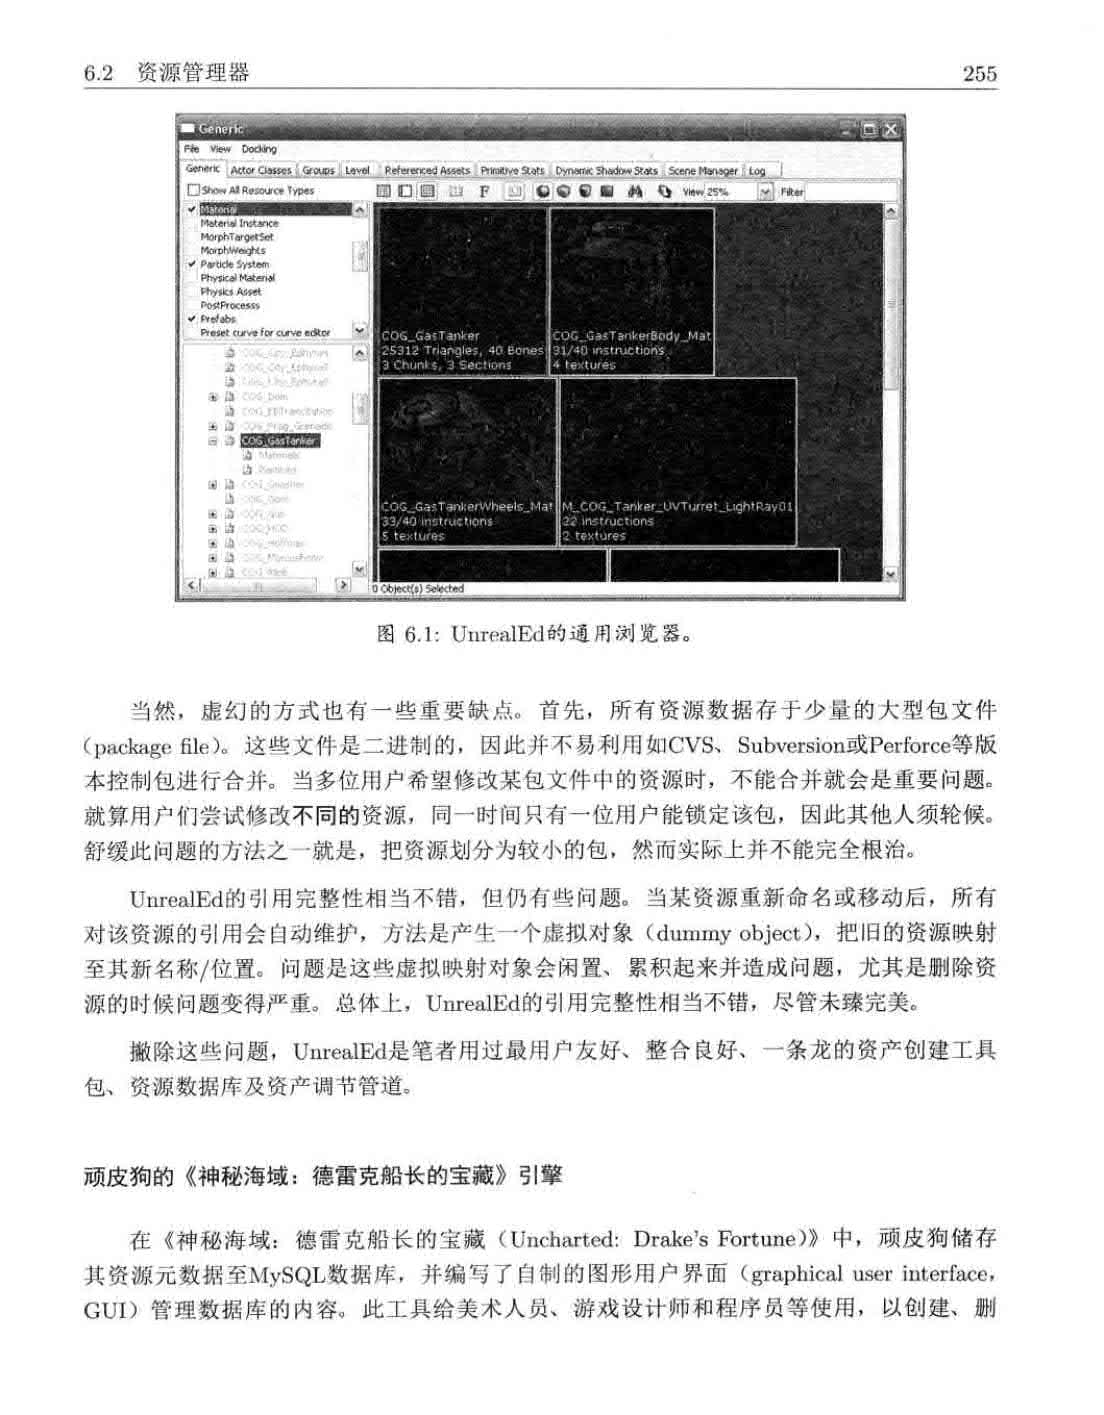 6.2 资源管理器 255
Generic
File View Docking
Generic Actor Classes Groups Level Referenced Assets Primitive Stats Dynamic Shadow Stats Scene Manager Log
Show All Resource Types F View 25% Filter
Material
Material Instance
MorphTargetSet
MorphWeights
Particle System
Physical Material
Physics Asset
PostProcesss
Prefabs
Preset curve for curve editor
COG_Dom
COG_GasTanker
Materials
COG_GasTanker
25312 Triangles, 40 Bones
3 Chunks, 3 Sections
COG_GasTankerBody_Mat
31/40 instructions
4 textures
COG_GasTankerWheels_Mat
33/40 instructions
5 textures
M_COG_Tanker_UVTurret_LightRay01
22 instructions
2 textures
0 Object(s) Selected
图 6.1: UnrealEd的通用浏览器。
当然，虚幻的方式也有一些重要缺点。首先，所有资源数据存于少量的大型包文件
（package file）。这些文件是二进制的，因此并不易利用如CVS、Subversion或Perforce等版
本控制包进行合并。当多位用户希望修改某包文件中的资源时，不能合并就会是重要问题。
就算用户们尝试修改不同的资源，同一时间只有一位用户能锁定该包，因此其他人须轮候。
舒缓此问题的方法之一就是，把资源划分为较小的包，然而实际上并不能完全根治。
UnrealEd的引用完整性相当不错，但仍有些问题。当某资源重新命名或移动后，所有
对该资源的引用会自动维护，方法是产生一个虚拟对象（dummy object），把旧的资源映射
至其新名称/位置。问题是这些虚拟映射对象会闲置、累积起来并造成问题，尤其是删除资
源的时候问题变得严重。总体上，UnrealEd的引用完整性相当不错，尽管未臻完美。
撇除这些问题，UnrealEd是笔者用过最用户友好、整合良好、一条龙的资产创建工具
包、资源数据库及资产调节管道。
顽皮狗的《神秘海域：德雷克船长的宝藏》引擎
在《神秘海域：德雷克船长的宝藏（Uncharted: Drake's Fortune）》中，顽皮狗储存
其资源元数据至MySQL数据库，并编写了自制的图形用户界面（graphical user interface，
GUI）管理数据库的内容。此工具给美术人员、游戏设计师和程序员等使用，以创建、删